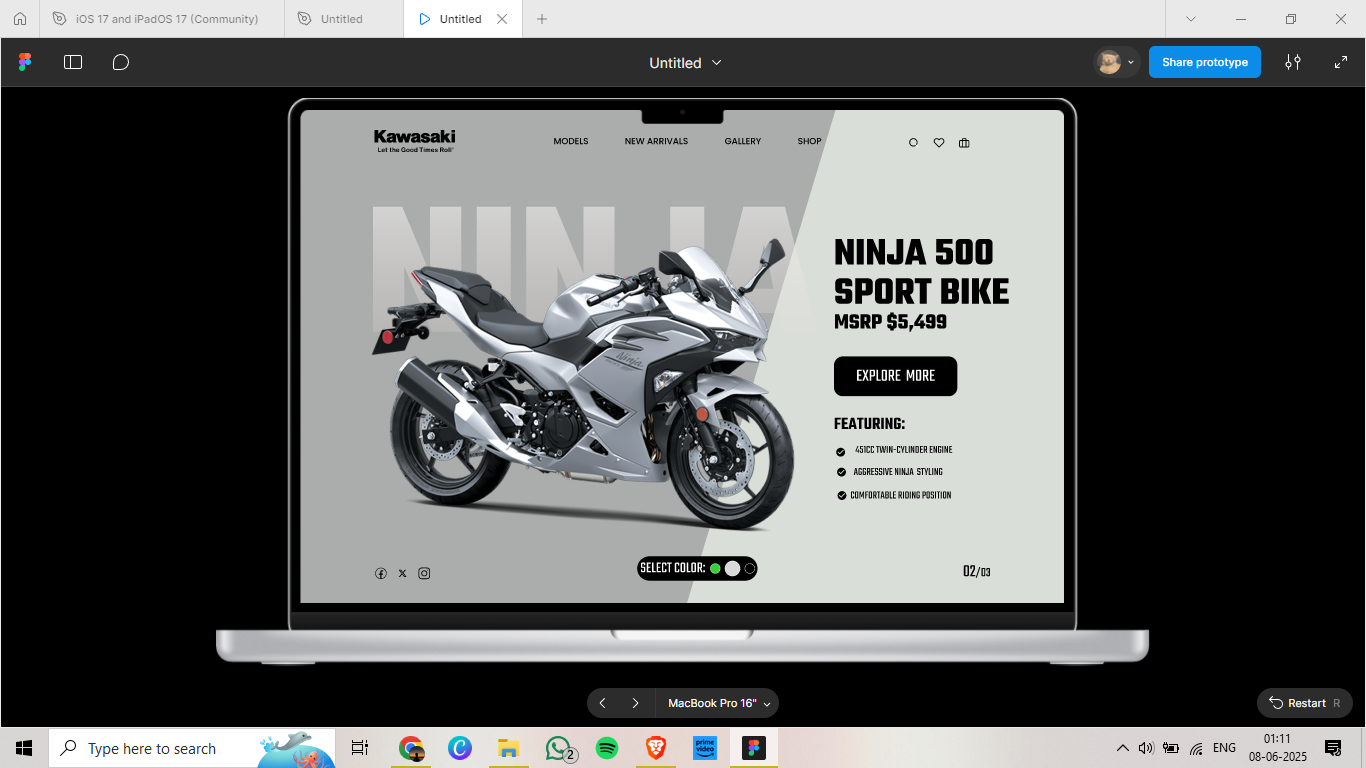 iOS 17 and iPadOS 17 (Community)
Untitled
Untitled
Untitled
Share prototype
Kawasaki
Let the Good Times Roll
MODELS
NEW ARRIVALS
GALLERY
SHOP
NINJA
NINJA 500
SPORT BIKE
MSRP $5,499
EXPLORE MORE
FEATURING:
451CC TWIN-CYLINDER ENGINE
AGGRESSIVE NINJA STYLING
COMFORTABLE RIDING POSITION
Ninja
SELECT COLOR:
02/03
MacBook Pro 16"
Restart R
Type here to search
2
prime video
ENG
01:11
08-06-2025